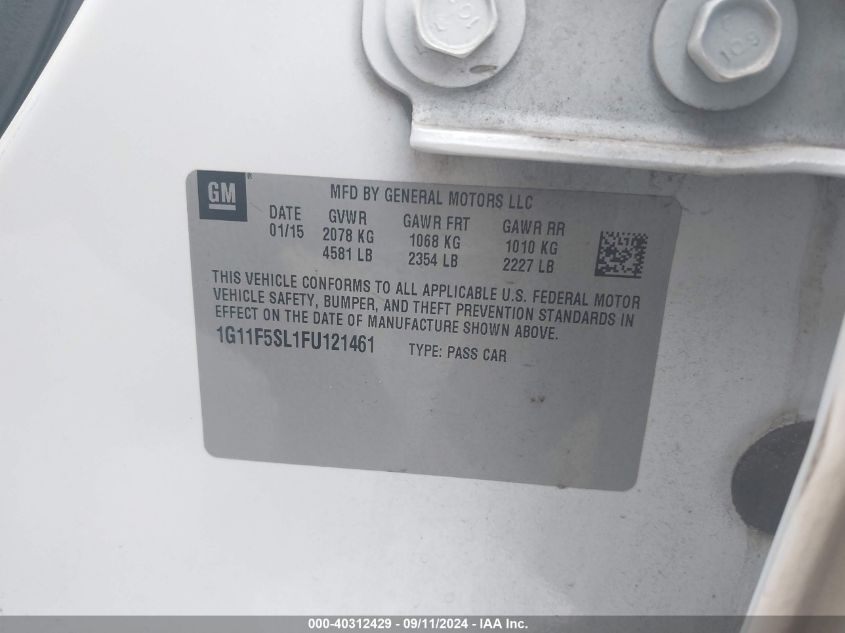 GM
MFD BY GENERAL MOTORS LLC
DATE GVWR GAWR FRT GAWR RR
01/15 2078 KG 1068 KG 1010 KG
4581 LB 2354 LB 2227 LB
THIS VEHICLE CONFORMS TO ALL APPLICABLE U.S. FEDERAL MOTOR
VEHICLE SAFETY, BUMPER, AND THEFT PREVENTION STANDARDS IN
EFFECT ON THE DATE OF MANUFACTURE SHOWN ABOVE.
1G11F5SL1FU121461 TYPE: PASS CAR
000-40312429 - 09/11/2024 - IAA Inc.